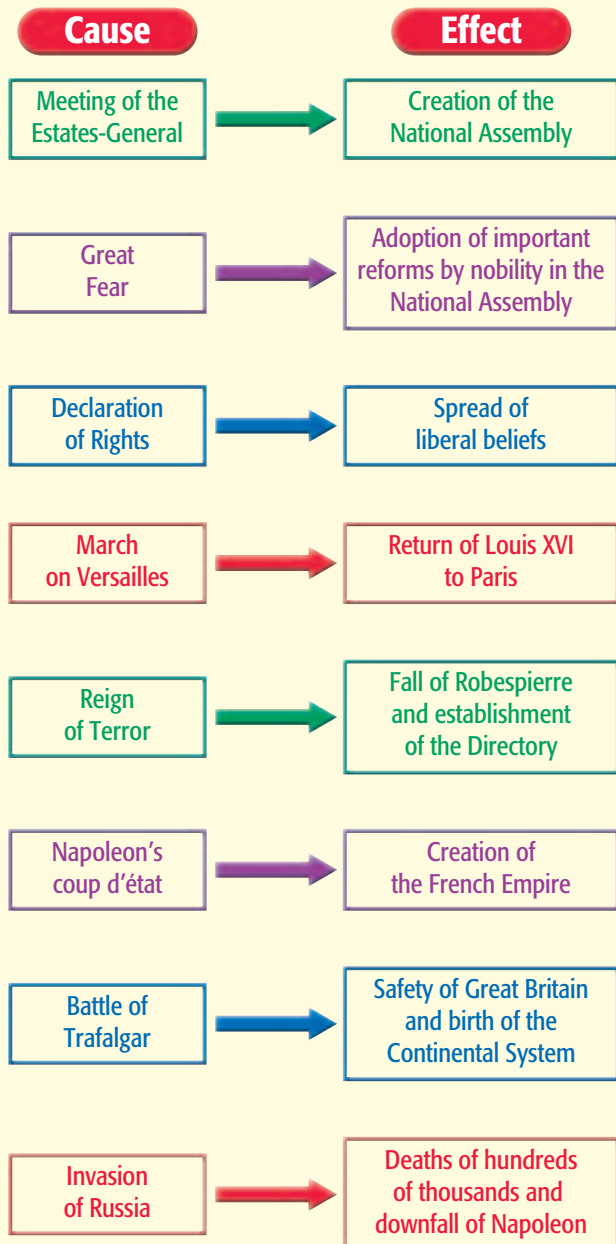 Cause
Effect
Meeting of the
Estates-General
Creation of the
National Assembly
Great
Fear
Adoption of important
reforms by nobility in the
National Assembly
Declaration
of Rights
Spread of
liberal beliefs
March
on Versailles
Return of Louis XVI
to Paris
Reign
of Terror
Fall of Robespierre
and establishment
of the Directory
Napoleon's
coup d'état
Creation of
the French Empire
Battle of
Trafalgar
Safety of Great Britain
and birth of the
Continental System
Invasion
of Russia
Deaths of hundreds
of thousands and
downfall of Napoleon